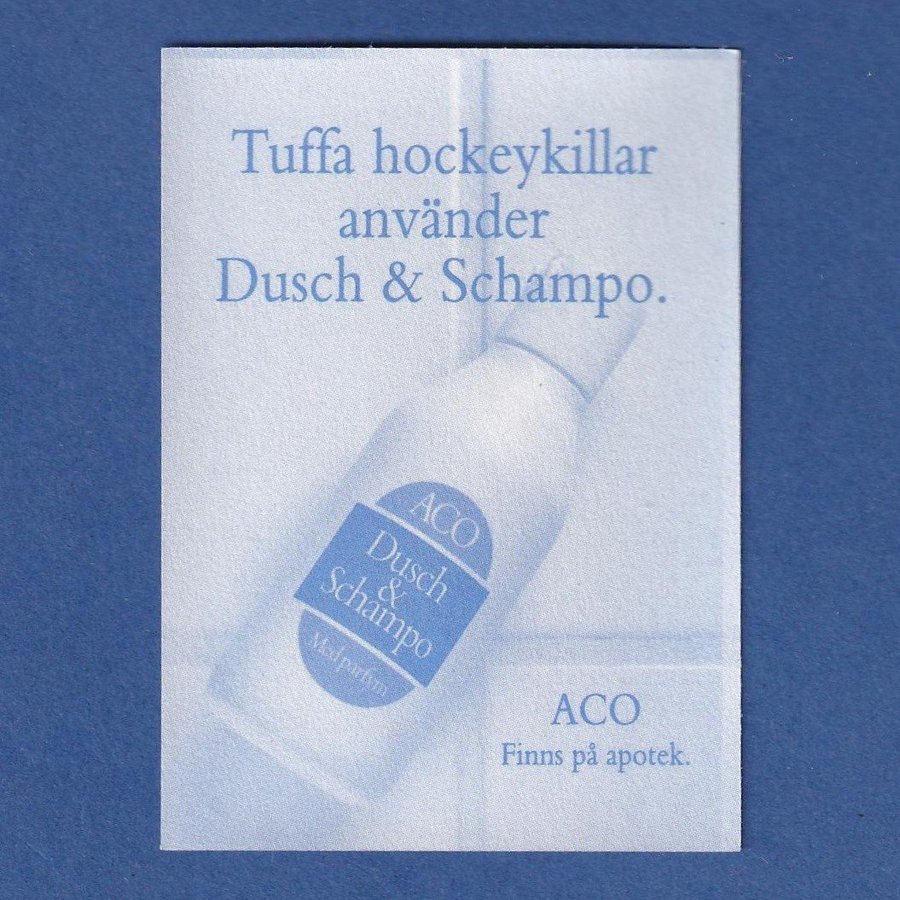 Tuffa hockeykillar
använder
Dusch & Schampo.
ACO
Dusch
&
Schampo
Med parfym
ACO
Finns på apotek.